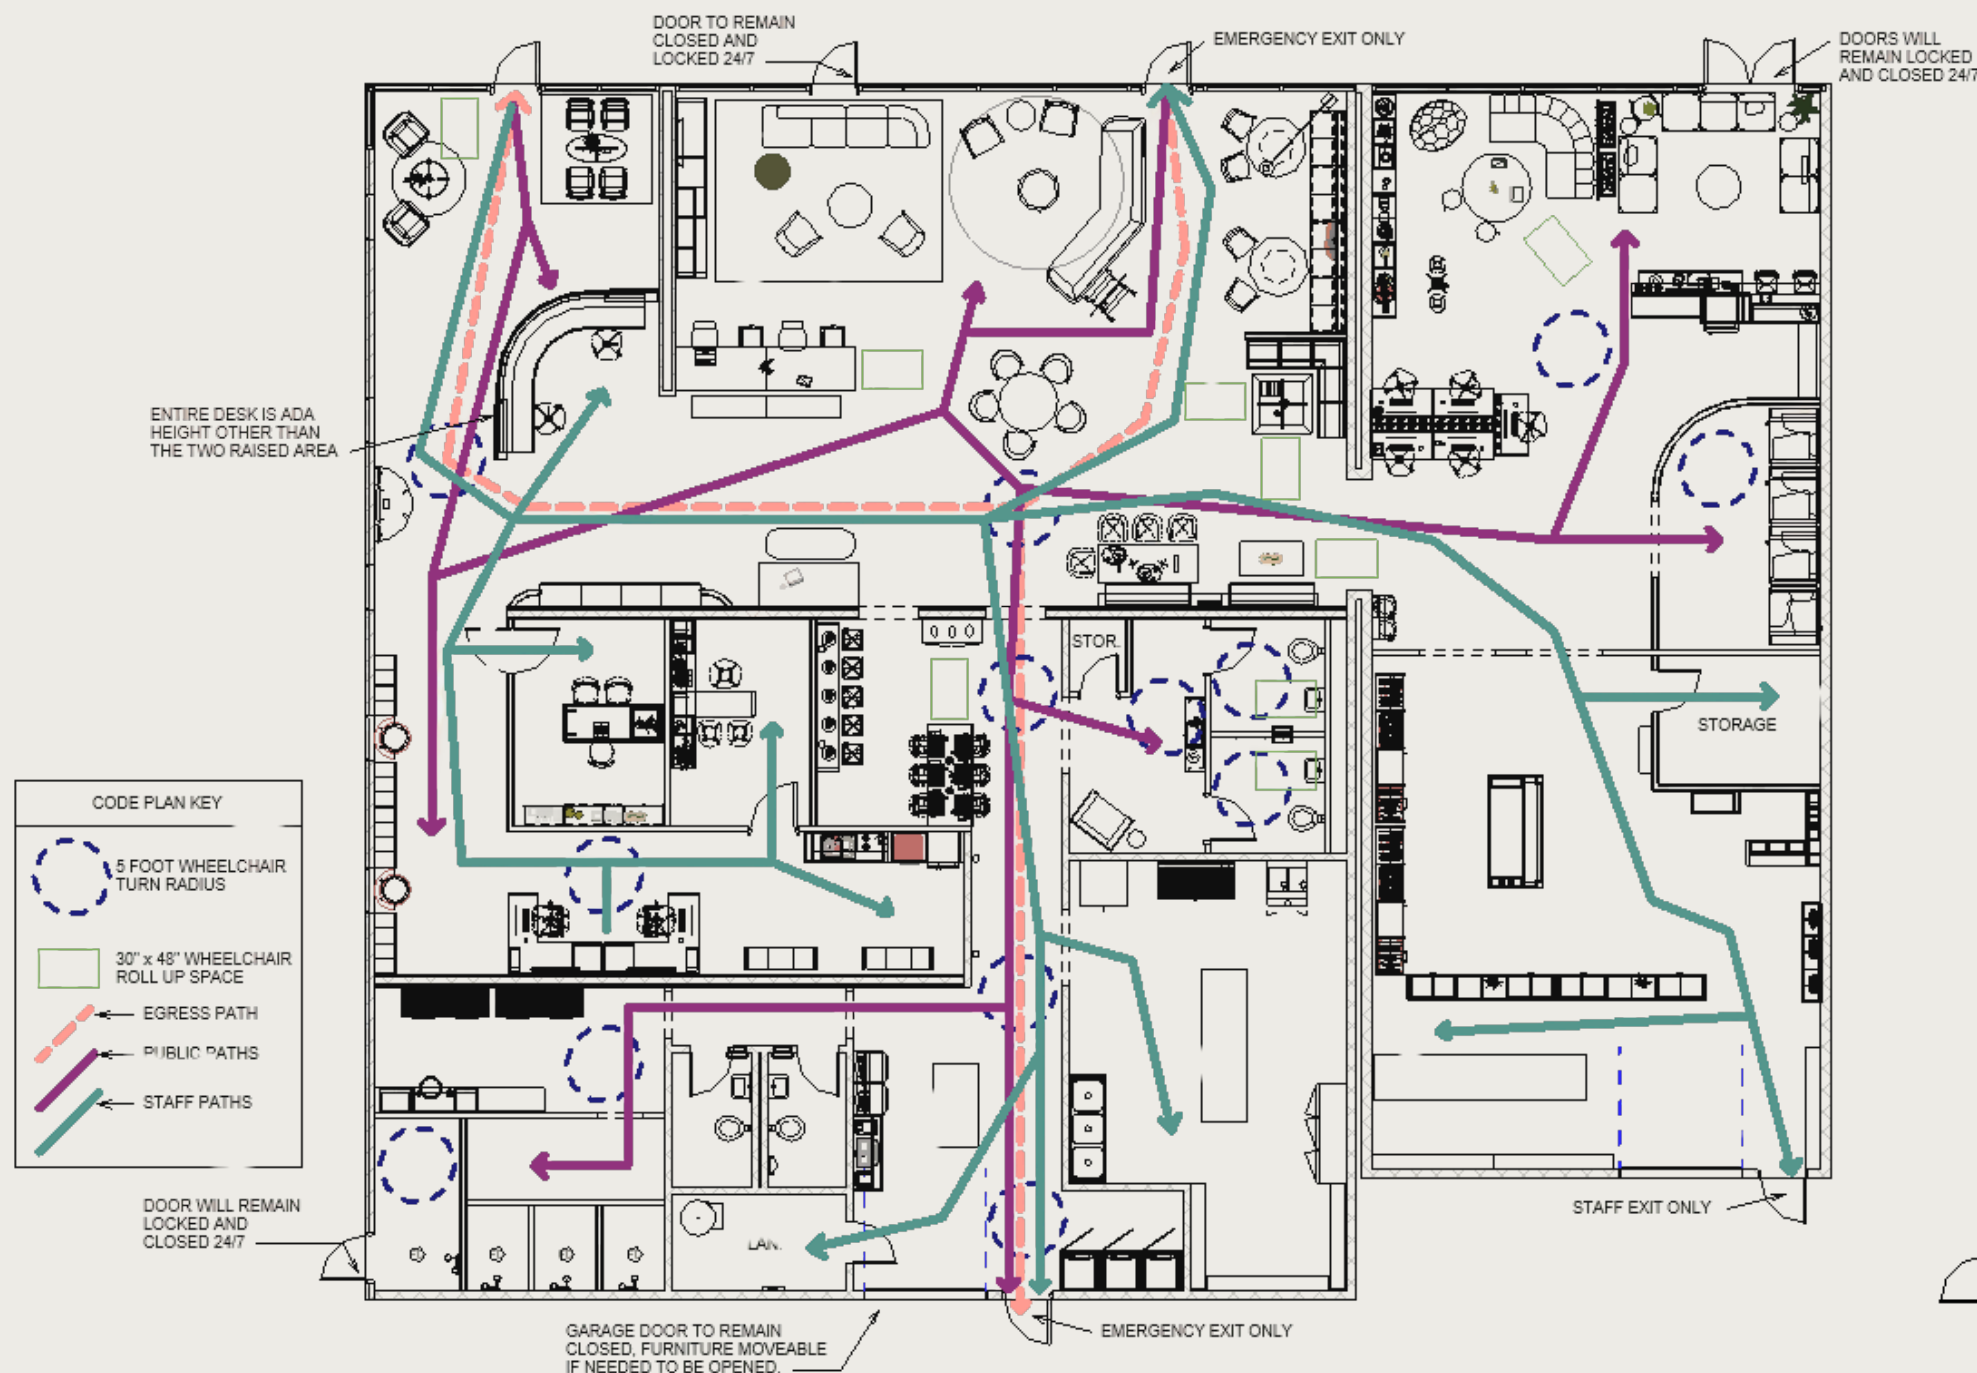 DOOR TO REMAIN
CLOSED AND
LOCKED 24/7
EMERGENCY EXIT ONLY
DOORS WILL
REMAIN LOCKED
AND CLOSED 24/7
ENTIRE DESK IS ADA
HEIGHT OTHER THAN
THE TWO RAISED AREA
STOR.
STORAGE
CODE PLAN KEY
5 FOOT WHEELCHAIR
TURN RADIUS
30" x 48" WHEELCHAIR
ROLL UP SPACE
EGRESS PATH
PUBLIC PATHS
STAFF PATHS
DOOR WILL REMAIN
LOCKED AND
CLOSED 24/7
LAN.
STAFF EXIT ONLY
GARAGE DOOR TO REMAIN
CLOSED, FURNITURE MOVEABLE
IF NEEDED TO BE OPENED.
EMERGENCY EXIT ONLY